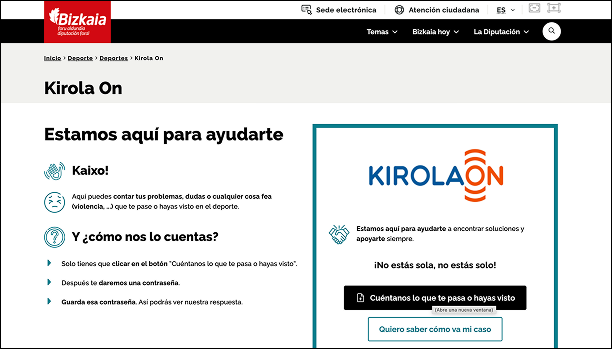 Bizkaia
foru aldundia
diputación foral
Sede electrónica
Atención ciudadana
ES
Temas
Bizkaia hoy
La Diputación
Inicio > Deporte > Deportes > Kirola On
Kirola On
Estamos aquí para ayudarte
Kaixo!
Aquí puedes contar tus problemas, dudas o cualquier cosa fea
(violencia, ...) que te pase o hayas visto en el deporte.
Y ¿cómo nos lo cuentas?
Solo tienes que clicar en el botón "Cuéntanos lo que te pasa o hayas visto".
Después te daremos una contraseña.
Guarda esa contraseña. Así podrás ver nuestra respuesta.
KIROLAON
Estamos aquí para ayudarte a encontrar soluciones y
apoyarte siempre.
¡No estás sola, no estás solo!
Cuéntanos lo que te pasa o hayas visto
(Abre una nueva ventana)
Quiero saber cómo va mi caso